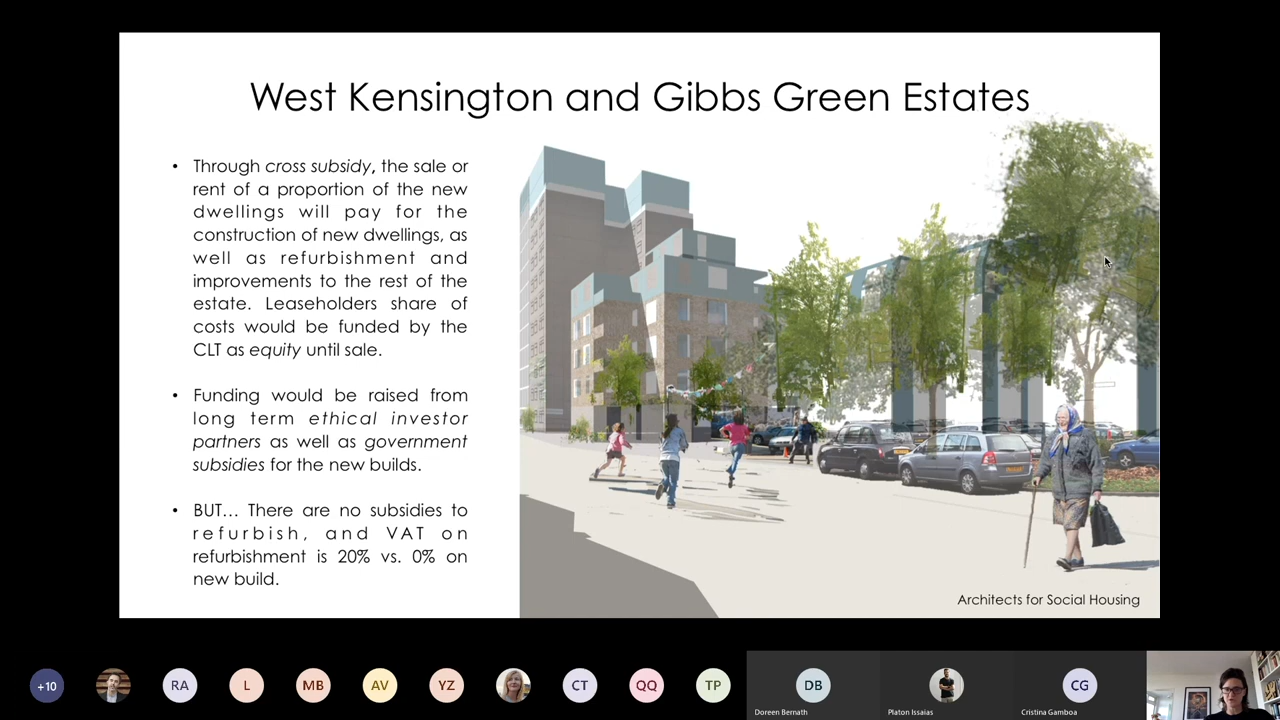 West Kensington and Gibbs Green Estates
• Through cross subsidy, the sale or
rent of a proportion of the new
dwellings will pay for the
construction of new dwellings, as
well as refurbishment and
improvements to the rest of the
estate. Leaseholders share of
costs would be funded by the
CLT as equity until sale.
• Funding would be raised from
long term ethical investor
partners as well as government
subsidies for the new builds.
• BUT... There are no subsidies to
refurbish, and VAT on
refurbishment is 20% vs. 0% on
new build.
Architects for Social Housing
+10
RA
L
MB
AV
YZ
CT
QQ
TP
DB
CG
Doreen Bernath
Platon Issaias
Cristina Gamboa